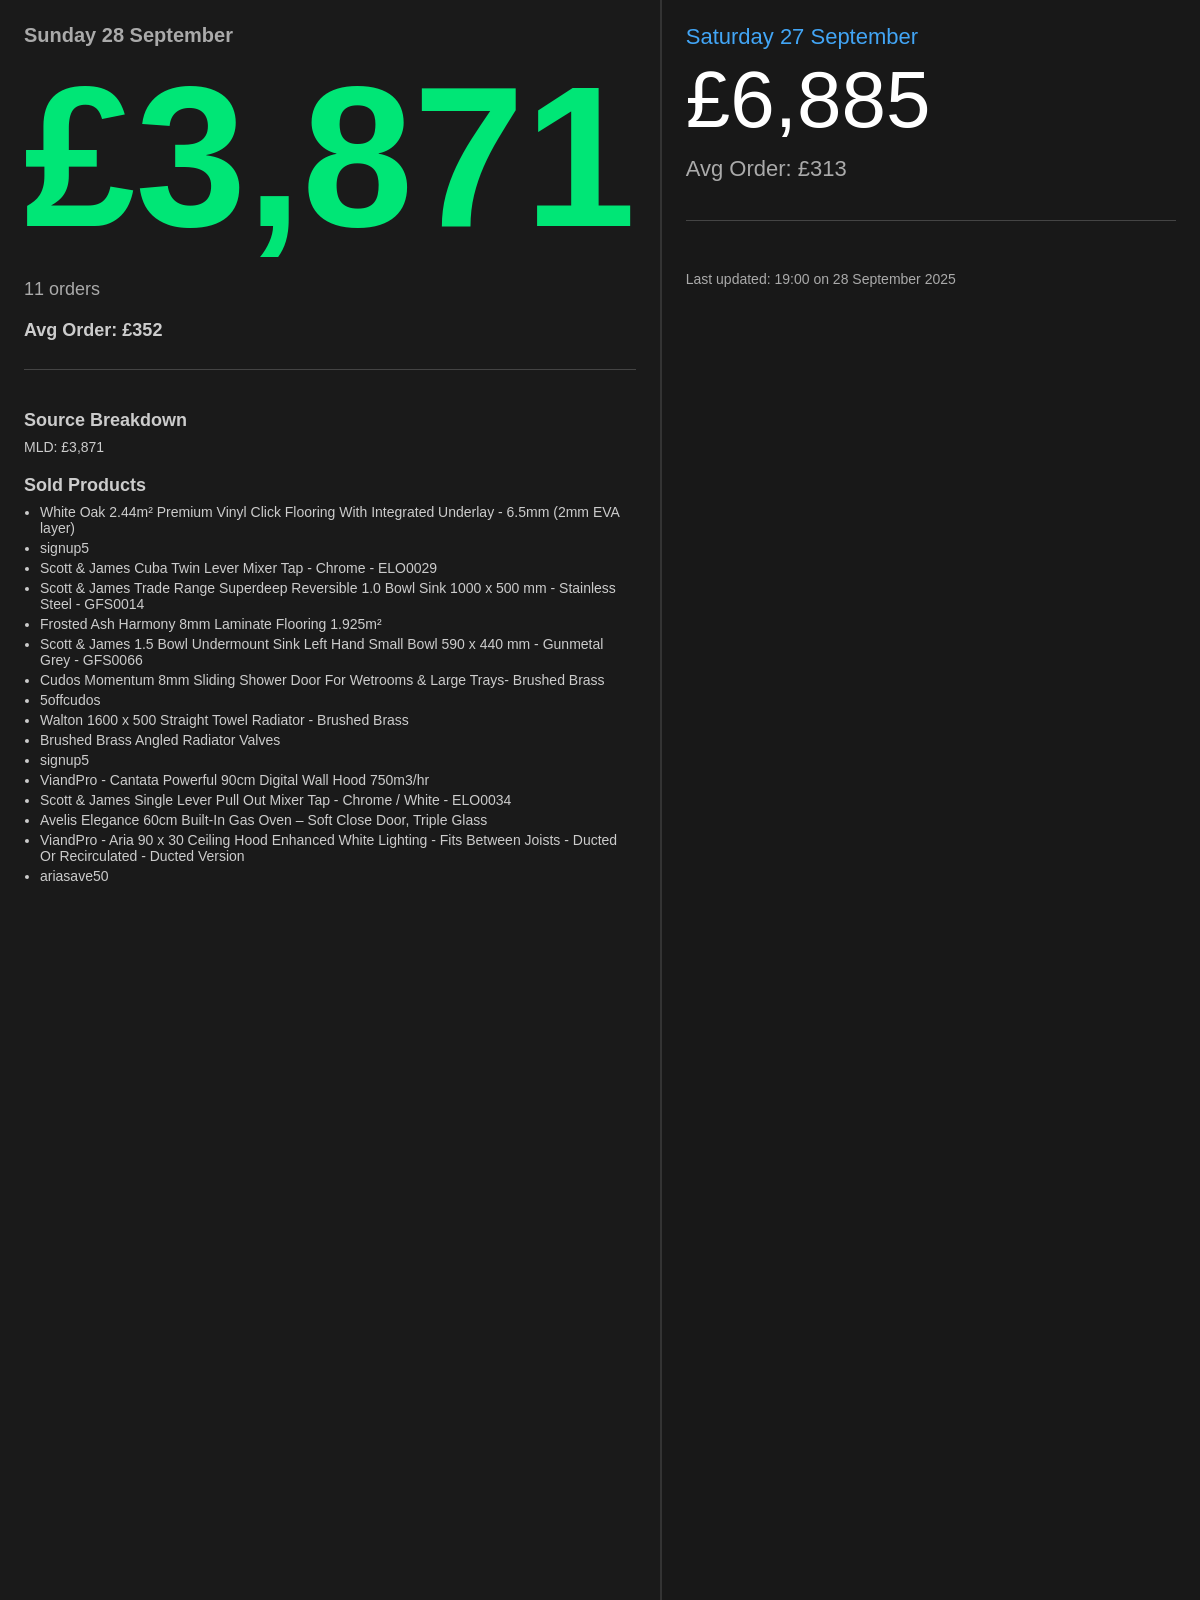 Sunday 28 September
£3,871
11 orders
Avg Order: £352
Source Breakdown
MLD: £3,871
Sold Products
• White Oak 2.44m² Premium Vinyl Click Flooring With Integrated Underlay - 6.5mm (2mm EVA
layer)
• signup5
• Scott & James Cuba Twin Lever Mixer Tap - Chrome - ELO0029
• Scott & James Trade Range Superdeep Reversible 1.0 Bowl Sink 1000 x 500 mm - Stainless
Steel - GFS0014
• Frosted Ash Harmony 8mm Laminate Flooring 1.925m²
• Scott & James 1.5 Bowl Undermount Sink Left Hand Small Bowl 590 x 440 mm - Gunmetal
Grey - GFS0066
• Cudos Momentum 8mm Sliding Shower Door For Wetrooms & Large Trays- Brushed Brass
• 5offcudos
• Walton 1600 x 500 Straight Towel Radiator - Brushed Brass
• Brushed Brass Angled Radiator Valves
• signup5
• ViandPro - Cantata Powerful 90cm Digital Wall Hood 750m3/hr
• Scott & James Single Lever Pull Out Mixer Tap - Chrome / White - ELO0034
• Avelis Elegance 60cm Built-In Gas Oven – Soft Close Door, Triple Glass
• ViandPro - Aria 90 x 30 Ceiling Hood Enhanced White Lighting - Fits Between Joists - Ducted
Or Recirculated - Ducted Version
• ariasave50
Saturday 27 September
£6,885
Avg Order: £313
Last updated: 19:00 on 28 September 2025